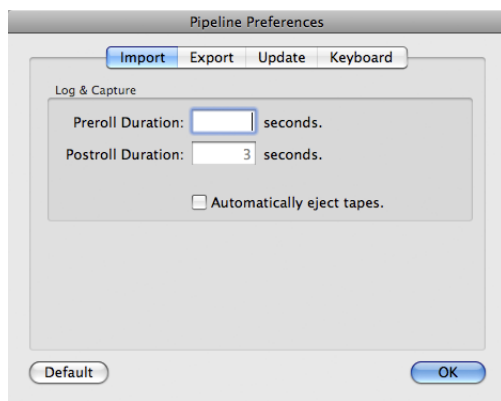 Pipeline Preferences
Import Export Update Keyboard
Log & Capture
Preroll Duration: seconds.
Postroll Duration: 3 seconds.
Automatically eject tapes.
Default OK